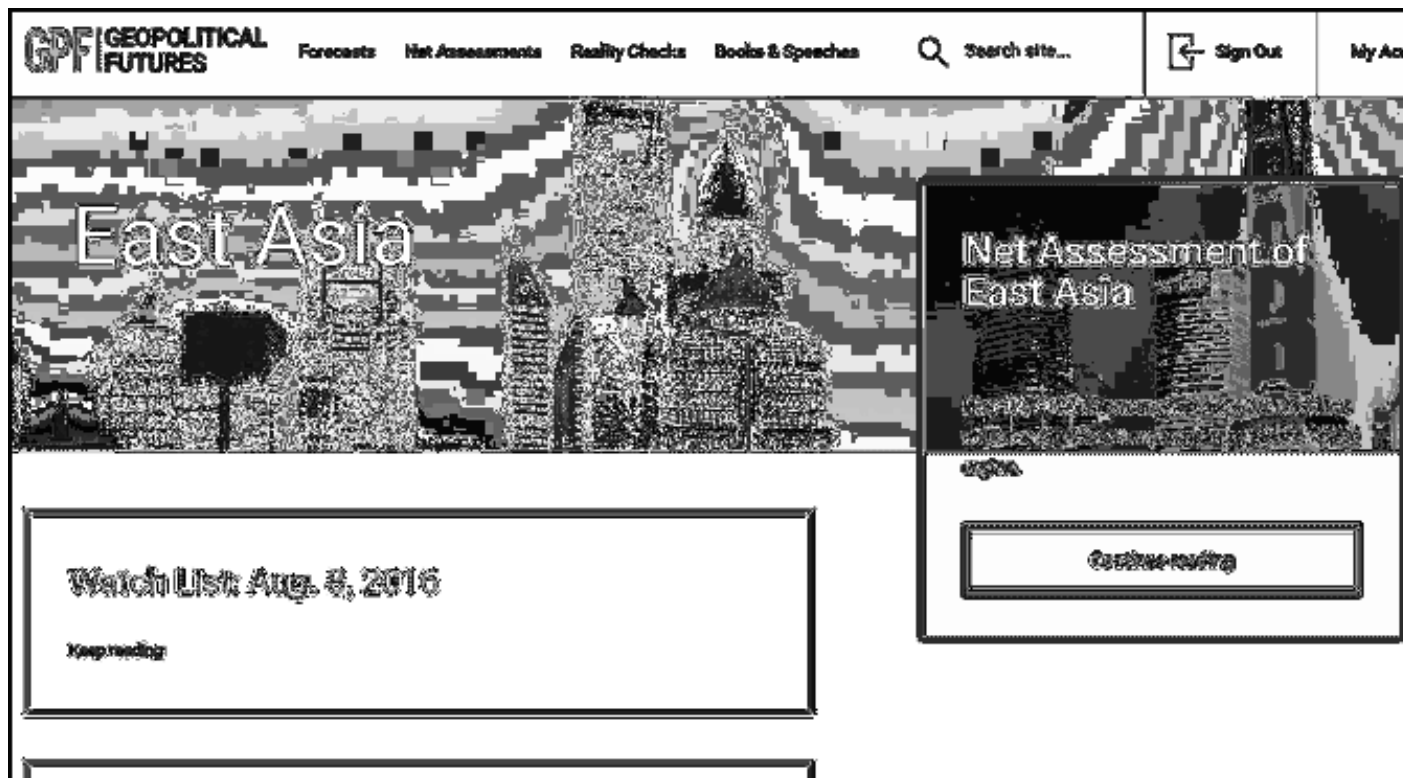 GPF
GEOPOLITICAL
FUTURES
Forecasts
Net Assessments
Reality Checks
Books & Speeches
Search site...
Sign Out
My
East Asia
Net Assessment of
East Asia
Watch List: Aug. 8, 2016
Keep reading
Continue reading